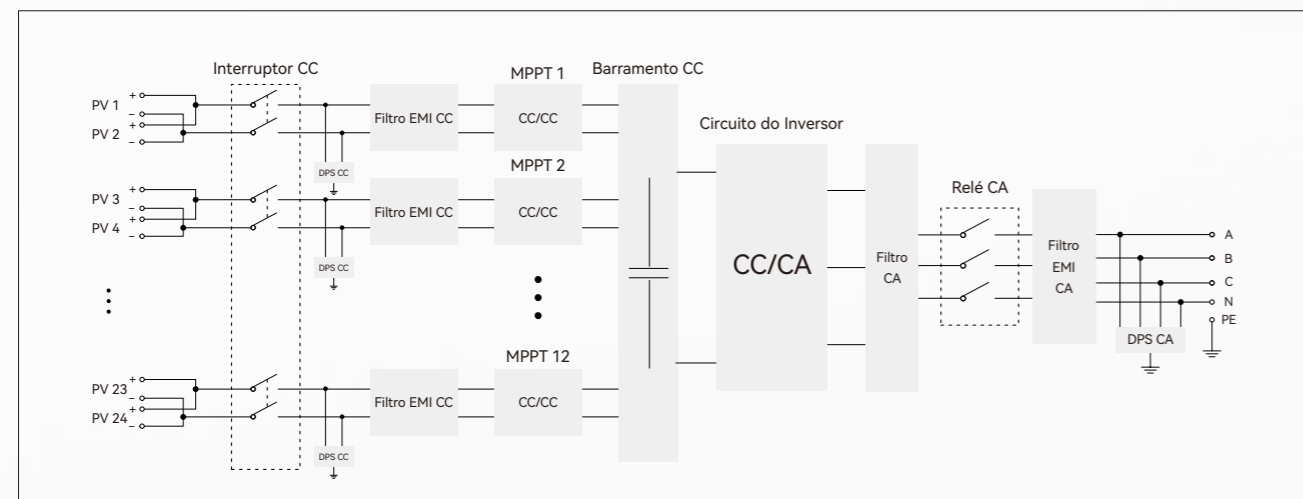 Interruptor CC
MPPT 1
Barramento CC
PV 1
+
–
PV 2
+
–
Filtro EMI CC
CC/CC
DPS CC
Circuito do Inversor
MPPT 2
PV 3
+
–
PV 4
+
–
Filtro EMI CC
CC/CC
DPS CC
CC/CA
Filtro
CA
Relé CA
Filtro
EMI
CA
A
B
C
N
PE
DPS CA
MPPT 12
PV 23
+
–
PV 24
+
–
Filtro EMI CC
CC/CC
DPS CC